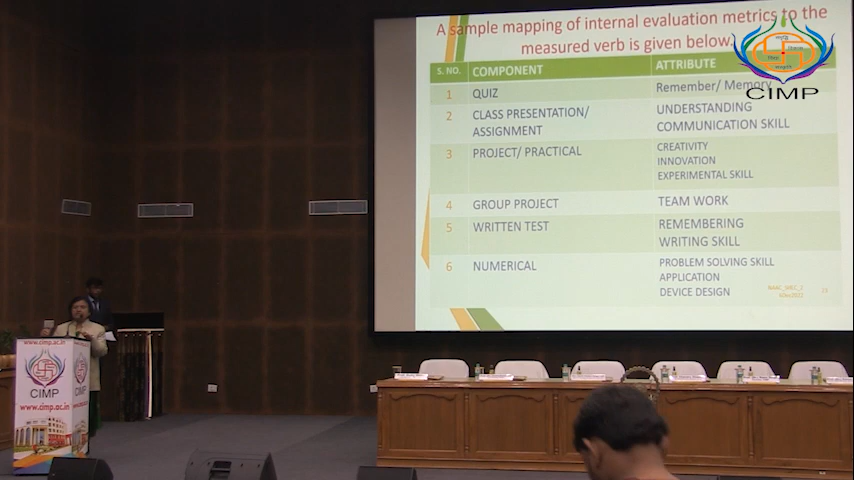 A sample mapping of internal evaluation metrics to the
measured verb is given below.
S. NO. COMPONENT ATTRIBUTE
1 QUIZ Remember/ Memory
2 CLASS PRESENTATION/ ASSIGNMENT UNDERSTANDING
COMMUNICATION SKILL
3 PROJECT/ PRACTICAL CREATIVITY
INNOVATION
EXPERIMENTAL SKILL
4 GROUP PROJECT TEAM WORK
5 WRITTEN TEST REMEMBERING
WRITING SKILL
6 NUMERICAL PROBLEM SOLVING SKILL
APPLICATION
DEVICE DESIGN
CIMP
www.cimp.ac.in
CIMP
www.cimp.ac.in